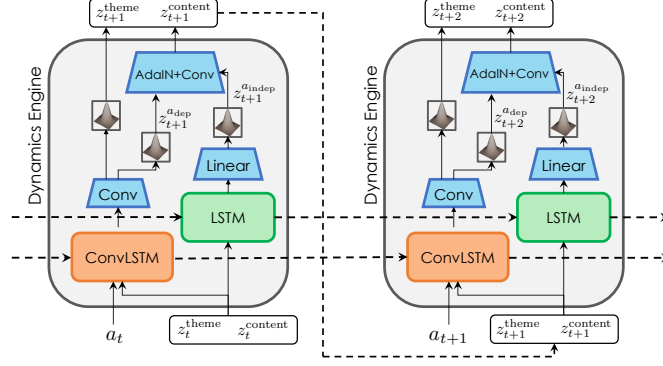 z_{t+1}^{theme} z_{t+1}^{content}
Dynamics Engine
AdaIN+Conv
z_{t+1}^{a_{indep}}
z_{t+1}^{a_{dep}}
Linear
Conv
LSTM
ConvLSTM
a_t
z_t^{theme} z_t^{content}
z_{t+2}^{theme} z_{t+2}^{content}
Dynamics Engine
AdaIN+Conv
z_{t+2}^{a_{indep}}
z_{t+2}^{a_{dep}}
Linear
Conv
LSTM
ConvLSTM
a_{t+1}
z_{t+1}^{theme} z_{t+1}^{content}